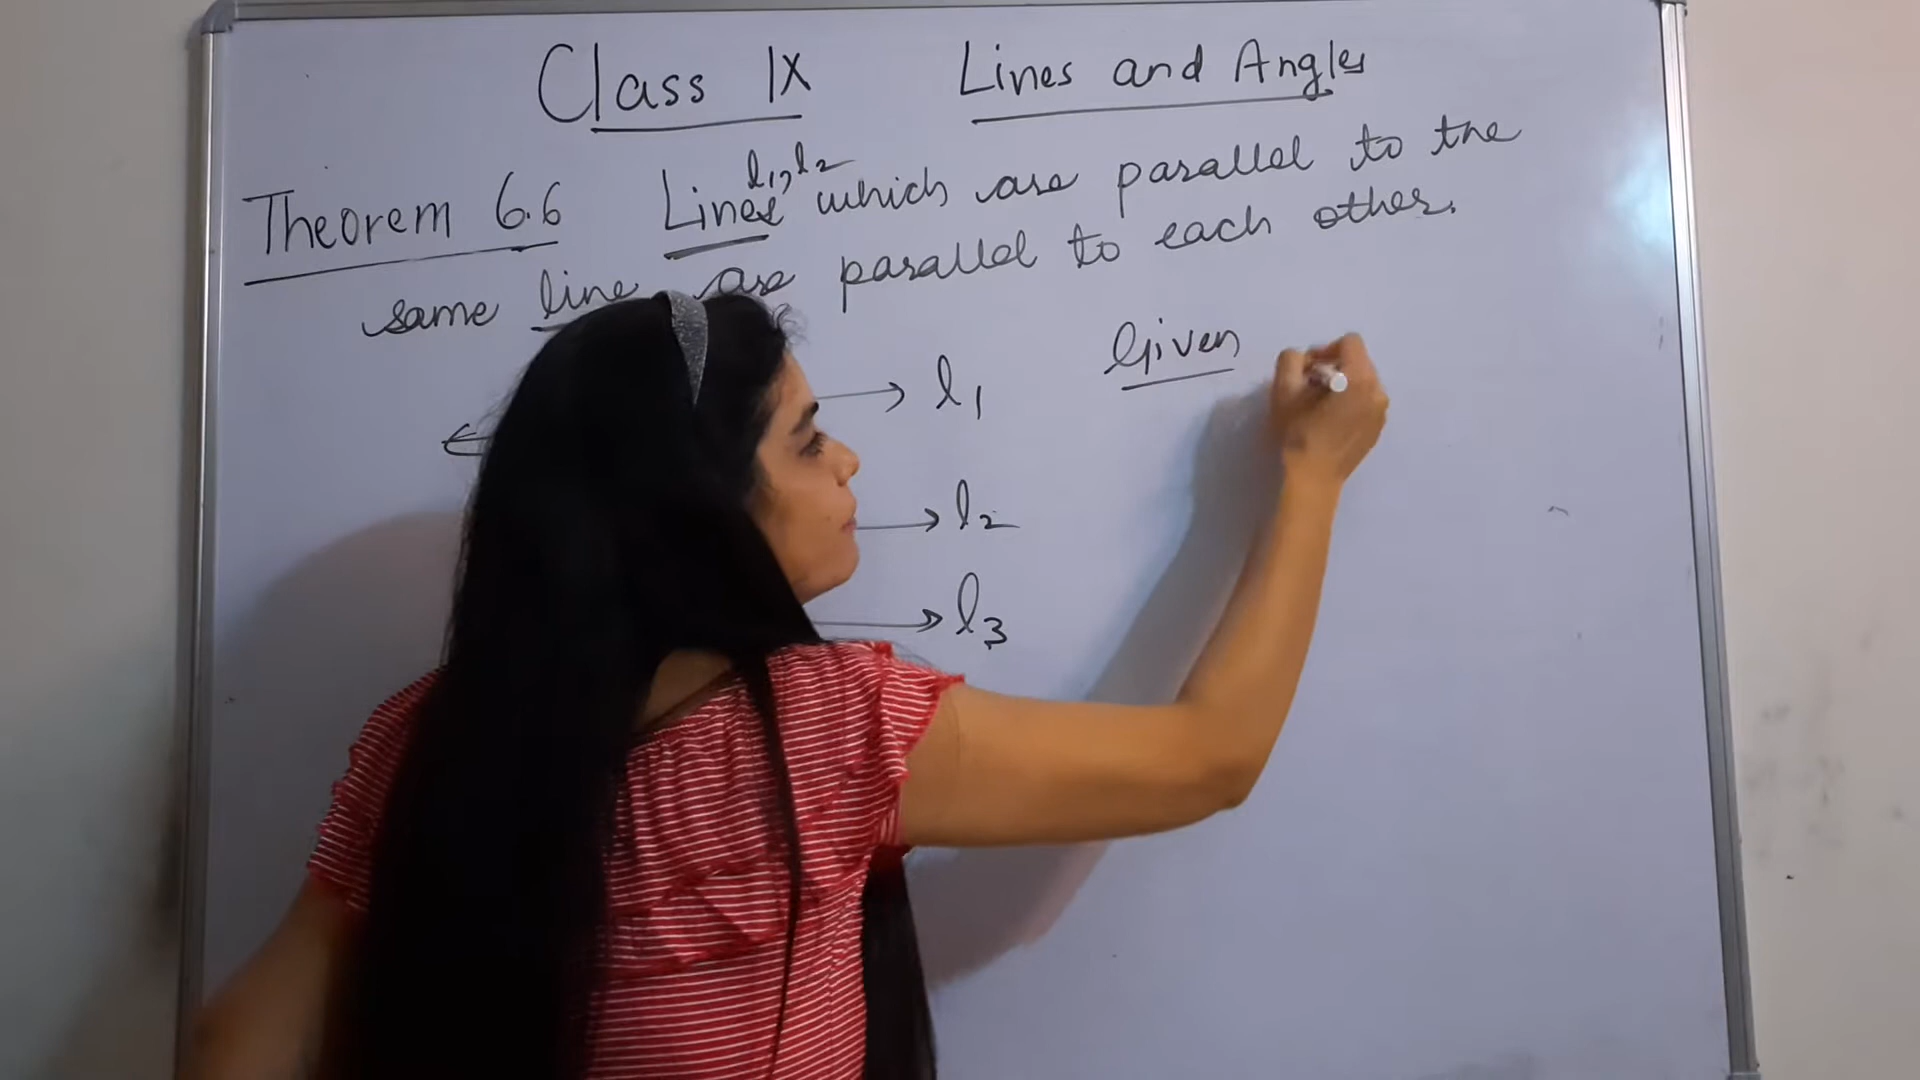 Class IX Lines and Angles
l1, l2
Theorem 6.6 Lines which are parallel to the
same line are parallel to each other.
Given
l1
l2
l3